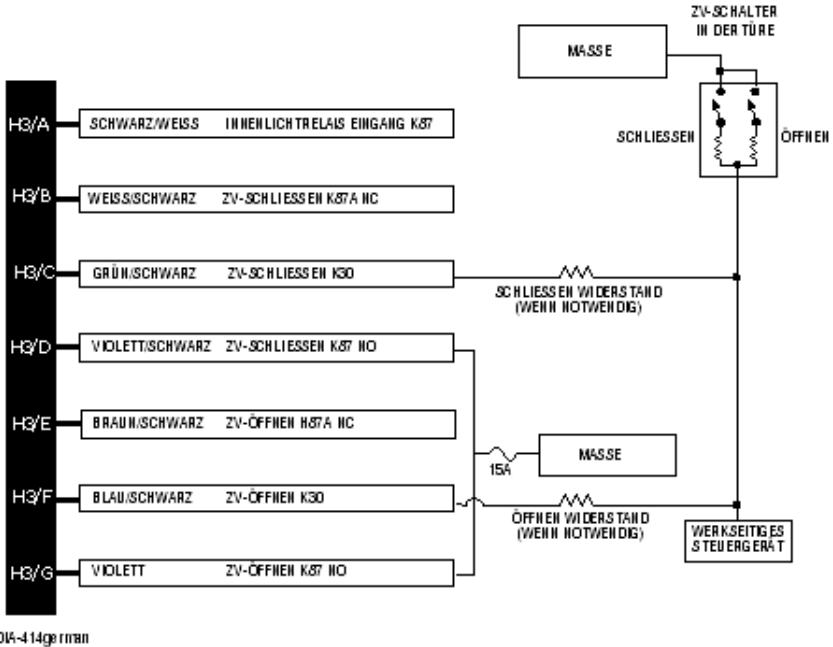 ZV-SCHALTER
IN DER TÜRE
MASSE
SCHLIESSEN
ÖFFNEN
H3/A SCHWARZ/WEISS INNENLICHTRELAIS EINGANG K87
H3/B WEISS/SCHWARZ ZV-SCHLIESSEN K87A NC
H3/C GRÜN/SCHWARZ ZV-SCHLIESSEN K30
SCHLIESSEN WIDERSTAND
(WENN NOTWENDIG)
H3/D VIOLETT/SCHWARZ ZV-SCHLIESSEN K87 NO
H3/E BRAUN/SCHWARZ ZV-ÖFFNEN H87A NC
15A
MASSE
H3/F BLAU/SCHWARZ ZV-ÖFFNEN K30
ÖFFNEN WIDERSTAND
(WENN NOTWENDIG)
WERKSEITIGES
STEUERGERÄT
H3/G VIOLETT ZV-ÖFFNEN K87 NO
DIA-414german